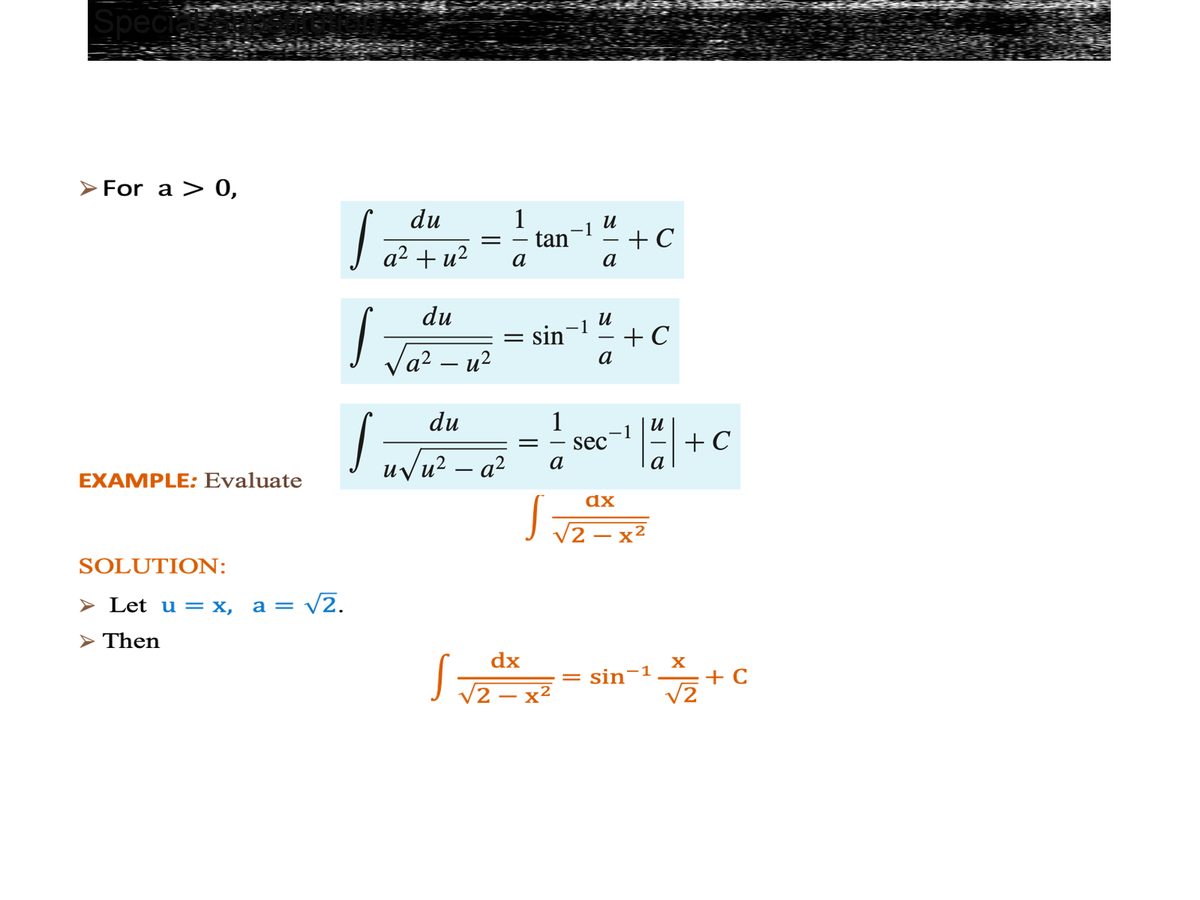 ➢ For a > 0,
∫ du / (a² + u²) = 1/a tan⁻¹ u/a + C
∫ du / √(a² − u²) = sin⁻¹ u/a + C
∫ du / (u√(u² − a²)) = 1/a sec⁻¹ |u/a| + C
EXAMPLE: Evaluate
∫ dx / √(2 − x²)
SOLUTION:
➢ Let u = x, a = √2.
➢ Then
∫ dx / √(2 − x²) = sin⁻¹ x/√2 + C